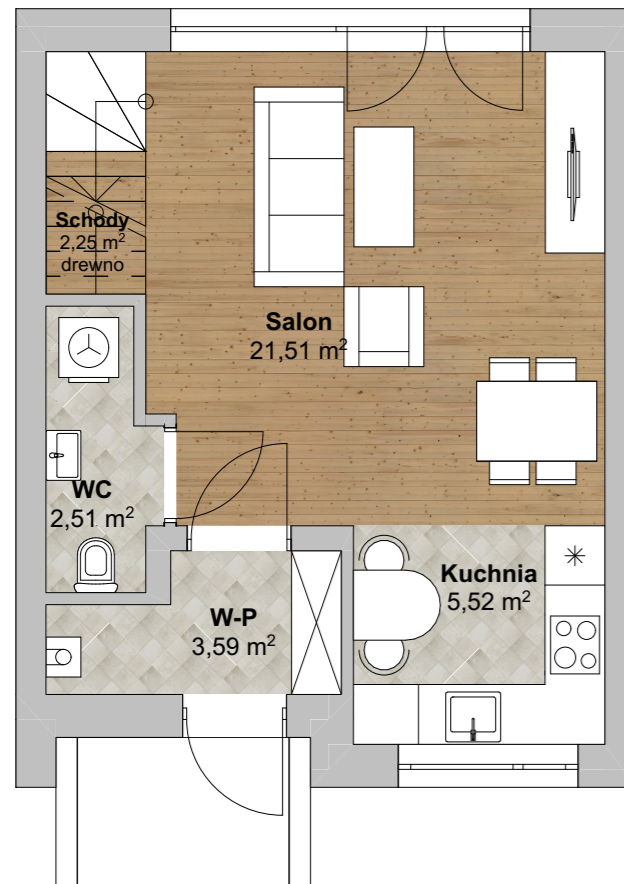 Schody
2,25 m²
drewno
Salon
21,51 m²
WC
2,51 m²
Kuchnia
5,52 m²
W-P
3,59 m²